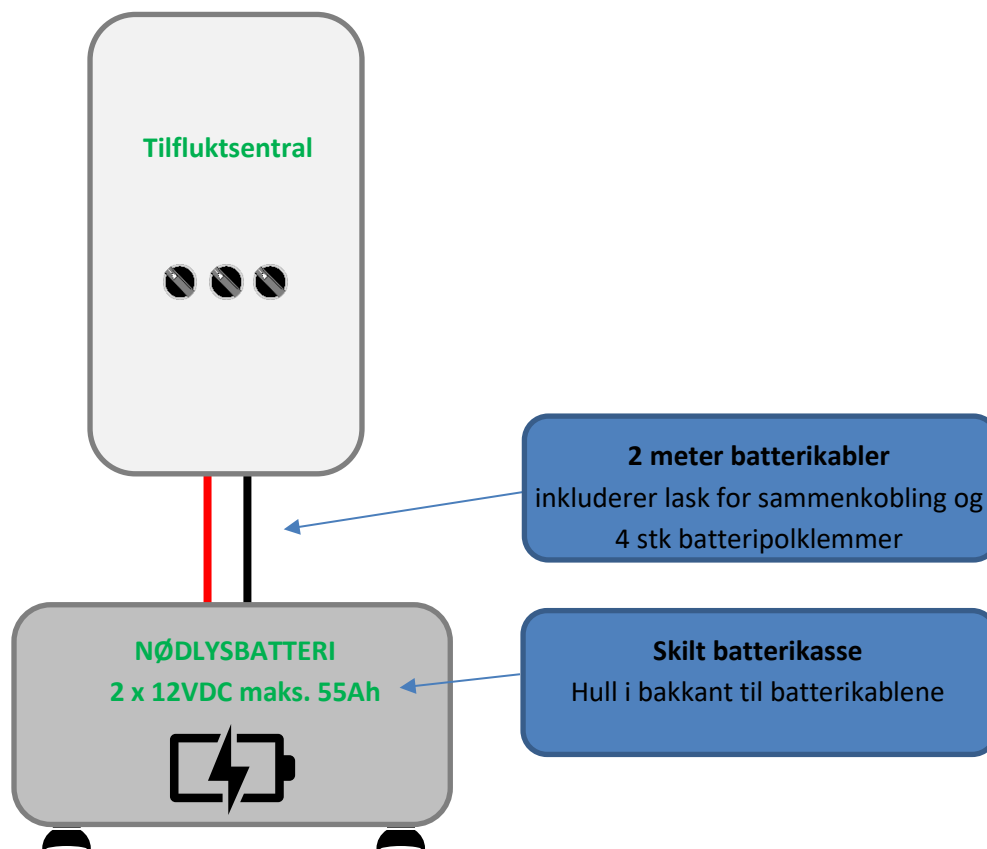 Tilfluktsentral
2 meter batterikabler
inkluderer lask for sammenkobling og
4 stk batteripolklemmer
NØDLYSBATTERI
2 x 12VDC maks. 55Ah
Skilt batterikasse
Hull i bakkant til batterikablene